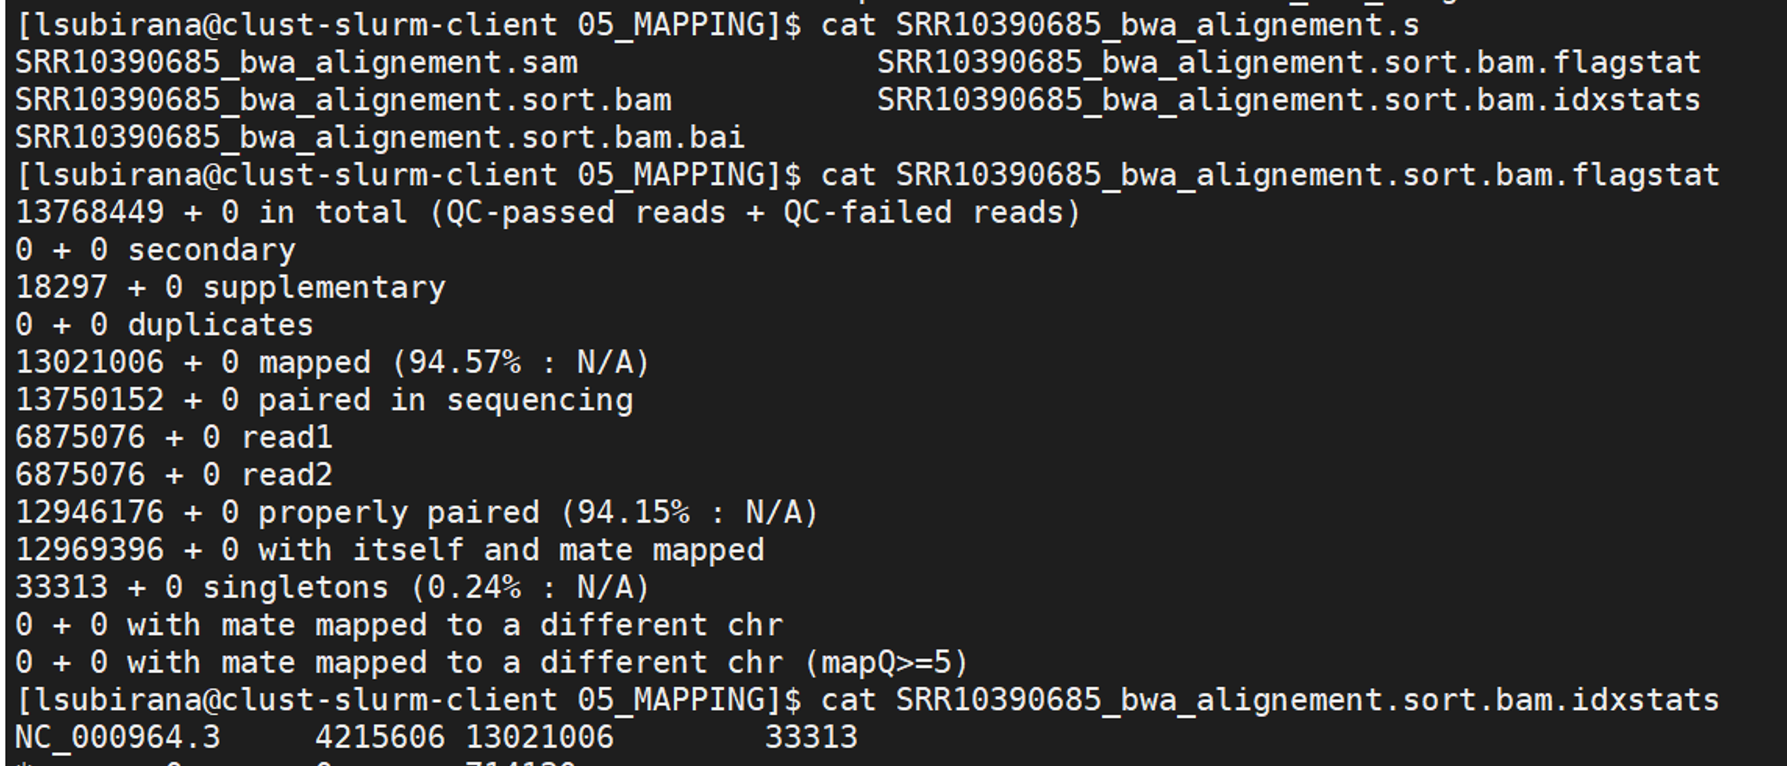 [lsubirana@clust-slurm-client 05_MAPPING]$ cat SRR10390685_bwa_alignement.s
SRR10390685_bwa_alignement.sam SRR10390685_bwa_alignement.sort.bam.flagstat
SRR10390685_bwa_alignement.sort.bam SRR10390685_bwa_alignement.sort.bam.idxstats
SRR10390685_bwa_alignement.sort.bam.bai
[lsubirana@clust-slurm-client 05_MAPPING]$ cat SRR10390685_bwa_alignement.sort.bam.flagstat
13768449 + 0 in total (QC-passed reads + QC-failed reads)
0 + 0 secondary
18297 + 0 supplementary
0 + 0 duplicates
13021006 + 0 mapped (94.57% : N/A)
13750152 + 0 paired in sequencing
6875076 + 0 read1
6875076 + 0 read2
12946176 + 0 properly paired (94.15% : N/A)
12969396 + 0 with itself and mate mapped
33313 + 0 singletons (0.24% : N/A)
0 + 0 with mate mapped to a different chr
0 + 0 with mate mapped to a different chr (mapQ>=5)
[lsubirana@clust-slurm-client 05_MAPPING]$ cat SRR10390685_bwa_alignement.sort.bam.idxstats
NC_000964.3 4215606 13021006 33313